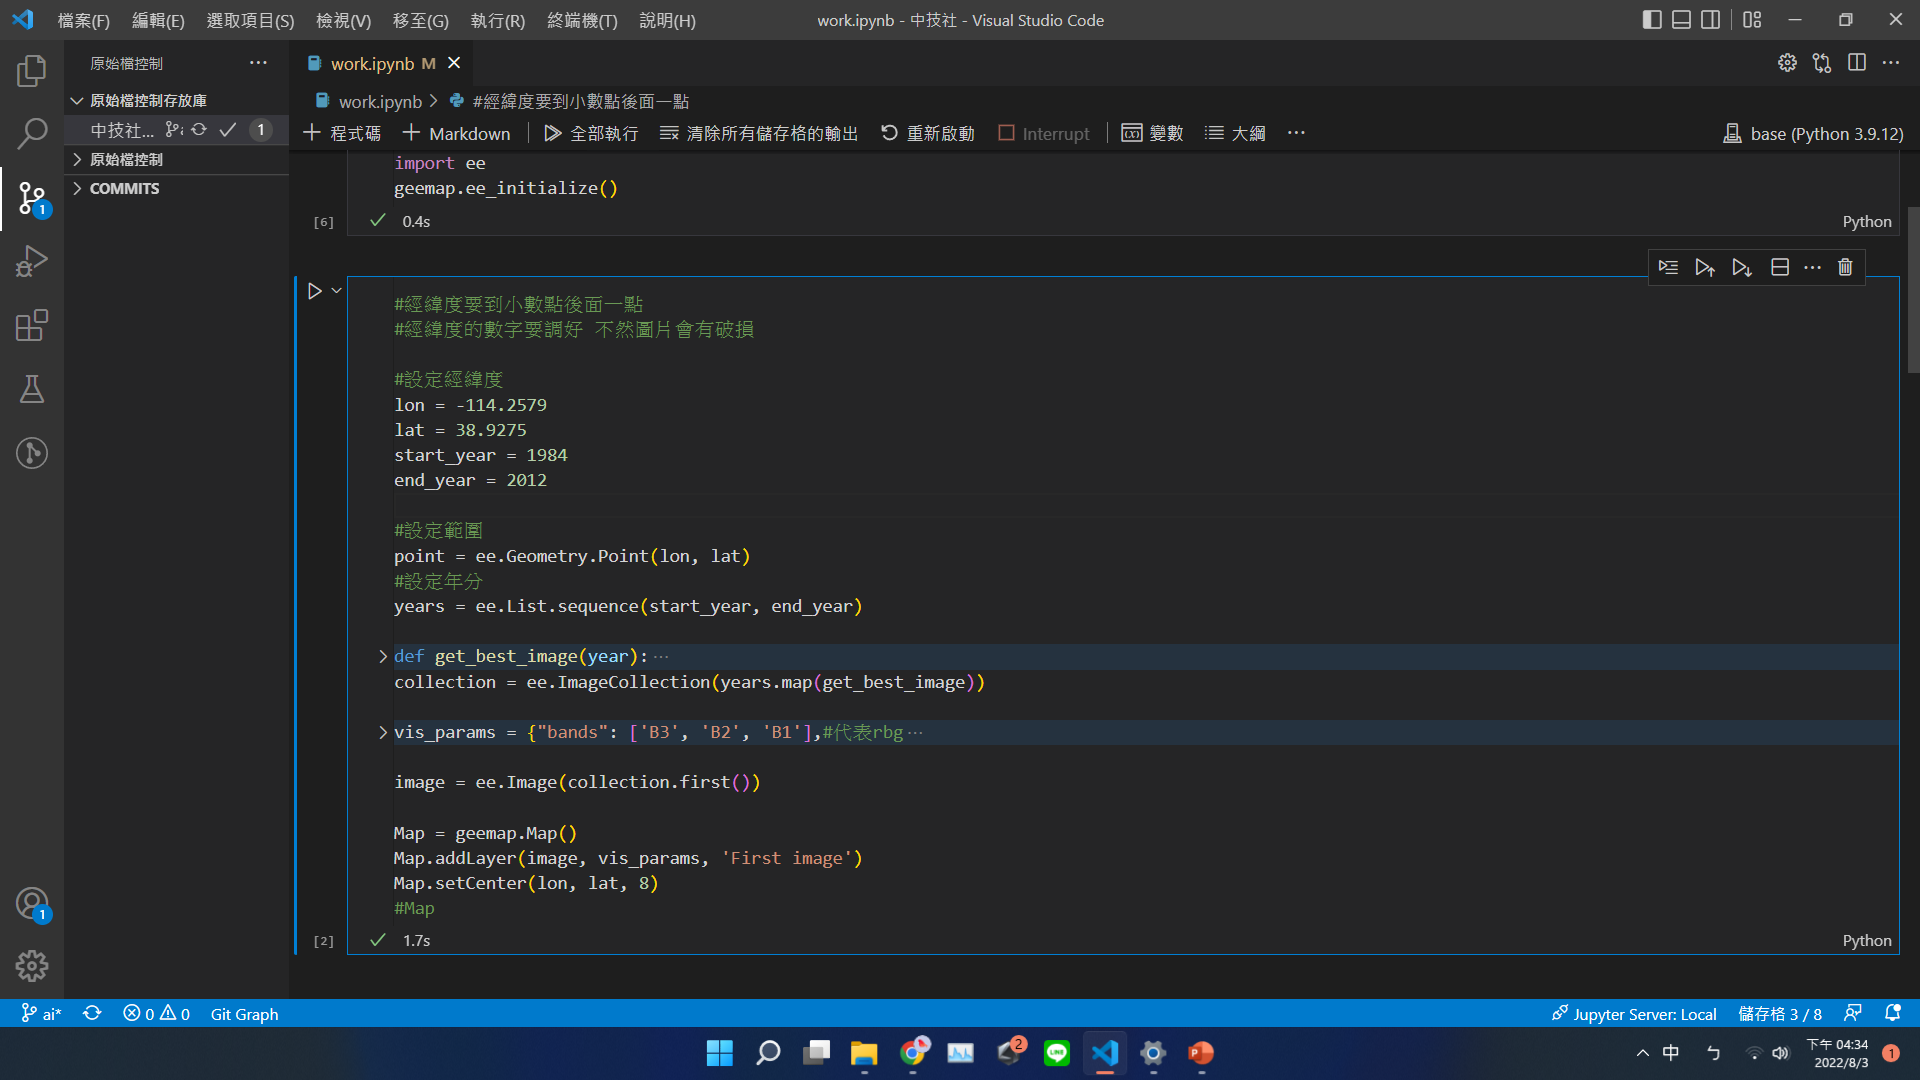 檔案(F) 編輯(E) 選取項目(S) 檢視(V) 移至(G) 執行(R) 終端機(T) 說明(H) work.ipynb - 中技社 - Visual Studio Code
原始檔控制
原始檔控制存放庫
中技社... 1
原始檔控制
COMMITS
1
1
work.ipynb M
work.ipynb > #經緯度要到小數點後面一點
程式碼 Markdown 全部執行 清除所有儲存格的輸出 重新啟動 Interrupt 變數 大綱 base (Python 3.9.12)
import ee
geemap.ee_initialize()
[6] 0.4s Python
#經緯度要到小數點後面一點
#經緯度的數字要調好 不然圖片會有破損
#設定經緯度
lon = -114.2579
lat = 38.9275
start_year = 1984
end_year = 2012
#設定範圍
point = ee.Geometry.Point(lon, lat)
#設定年分
years = ee.List.sequence(start_year, end_year)
def get_best_image(year):···
collection = ee.ImageCollection(years.map(get_best_image))
vis_params = {"bands": ['B3', 'B2', 'B1'],#代表rbg···
image = ee.Image(collection.first())
Map = geemap.Map()
Map.addLayer(image, vis_params, 'First image')
Map.setCenter(lon, lat, 8)
#Map
[2] 1.7s Python
ai* 0 0 Git Graph Jupyter Server: Local 儲存格 3 / 8
2 LINE P 中 ㄅ 下午 04:34 1
2022/8/3